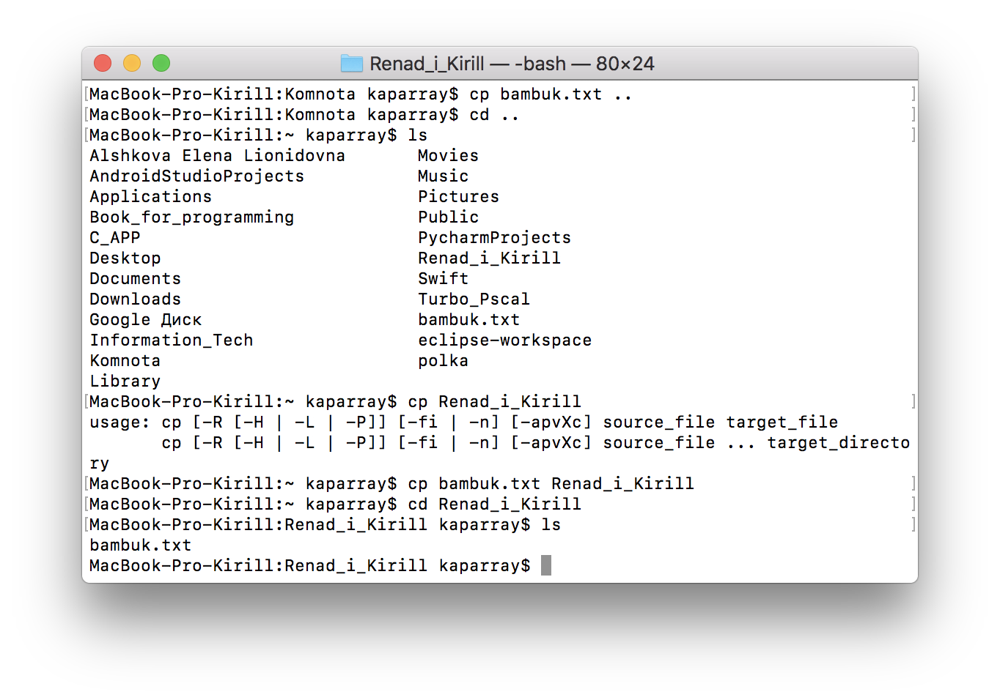 Renad_i_Kirill — -bash — 80×24
[MacBook-Pro-Kirill:Komnota kaparray$ cp bambuk.txt .. ]
[MacBook-Pro-Kirill:Komnota kaparray$ cd .. ]
[MacBook-Pro-Kirill:~ kaparray$ ls ]
Alshkova Elena Lionidovna       Movies
AndroidStudioProjects           Music
Applications                    Pictures
Book_for_programming            Public
C_APP                           PycharmProjects
Desktop                         Renad_i_Kirill
Documents                       Swift
Downloads                       Turbo_Pscal
Google Диск                     bambuk.txt
Information_Tech                eclipse-workspace
Komnota                         polka
Library
[MacBook-Pro-Kirill:~ kaparray$ cp Renad_i_Kirill ]
usage: cp [-R [-H | -L | -P]] [-fi | -n] [-apvXc] source_file target_file
       cp [-R [-H | -L | -P]] [-fi | -n] [-apvXc] source_file ... target_directo
ry
[MacBook-Pro-Kirill:~ kaparray$ cp bambuk.txt Renad_i_Kirill ]
[MacBook-Pro-Kirill:~ kaparray$ cd Renad_i_Kirill ]
[MacBook-Pro-Kirill:Renad_i_Kirill kaparray$ ls ]
bambuk.txt
MacBook-Pro-Kirill:Renad_i_Kirill kaparray$